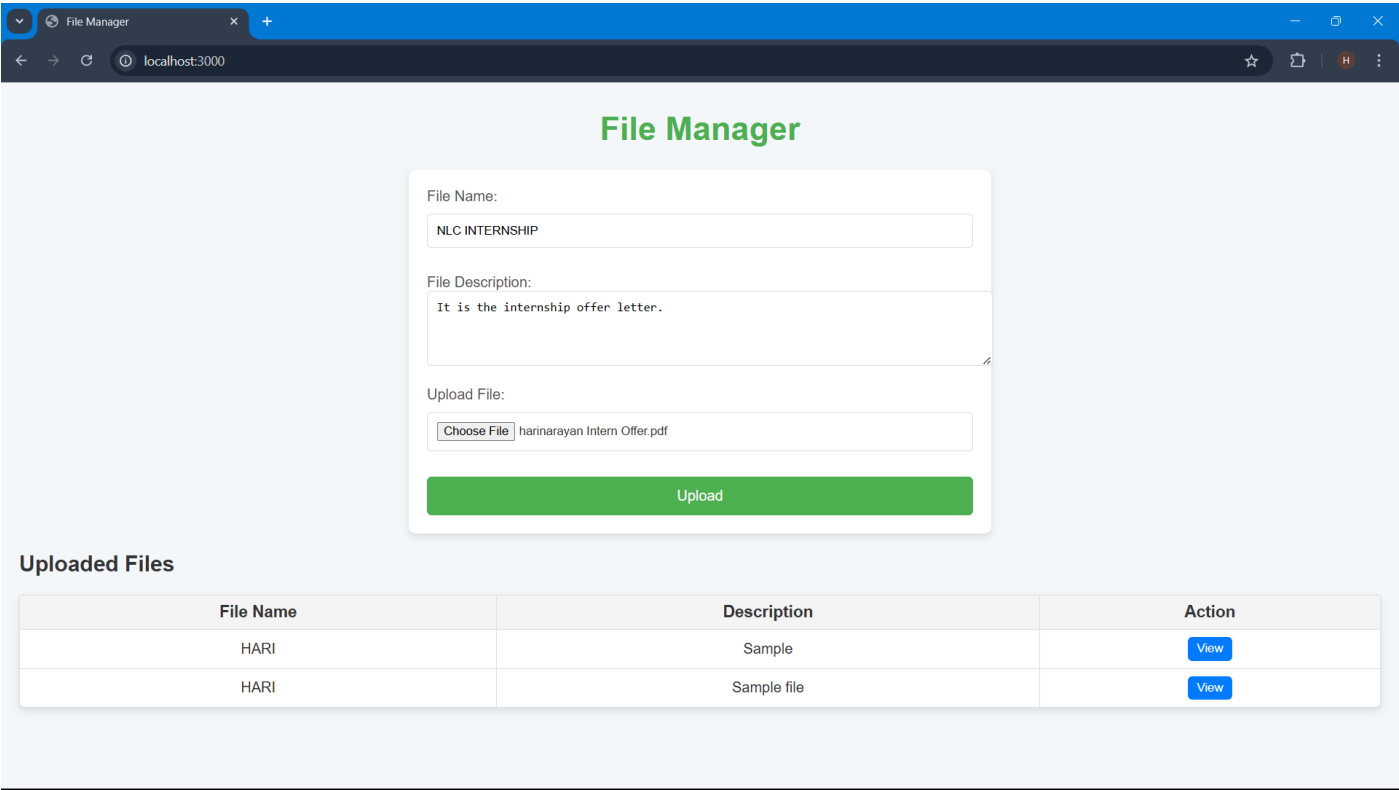 File Manager
localhost:3000
H
File Manager
File Name:
NLC INTERNSHIP
File Description:
It is the internship offer letter.
Upload File:
Choose File harinarayan Intern Offer.pdf
Upload
Uploaded Files
File Name Description Action
HARI Sample View
HARI Sample file View